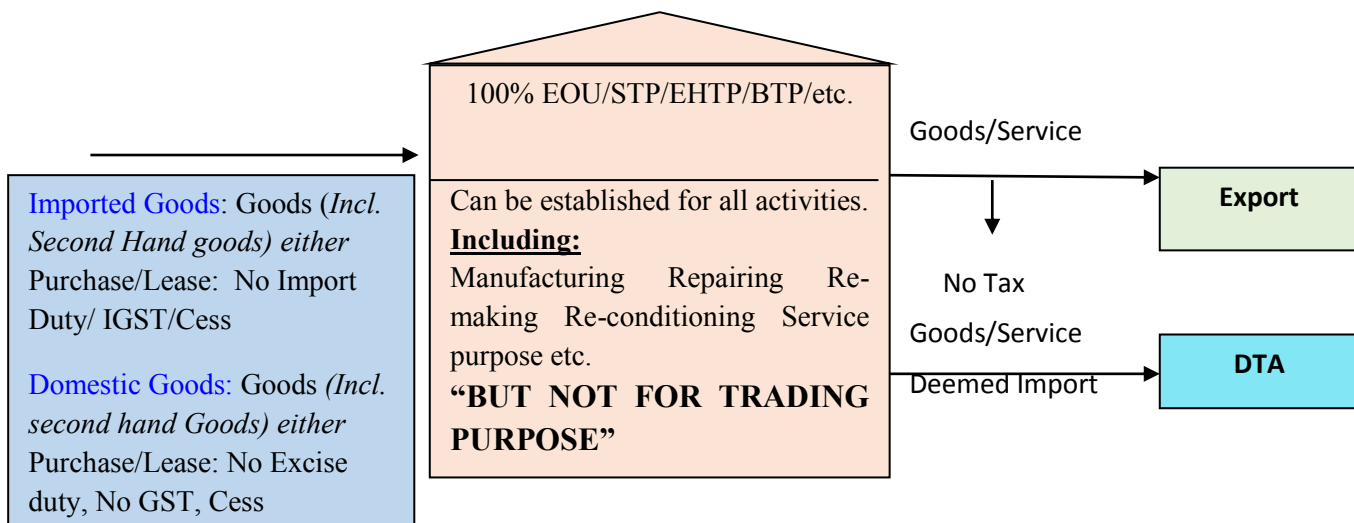 100% EOU/STP/EHTP/BTP/etc.
Can be established for all activities.
Including:
Manufacturing Repairing Re-
making Re-conditioning Service
purpose etc.
“BUT NOT FOR TRADING
PURPOSE”
Imported Goods: Goods (Incl.
Second Hand goods) either
Purchase/Lease: No Import
Duty/ IGST/Cess
Domestic Goods: Goods (Incl.
second hand Goods) either
Purchase/Lease: No Excise
duty, No GST, Cess
Goods/Service
No Tax
Goods/Service
Deemed Import
Export
DTA